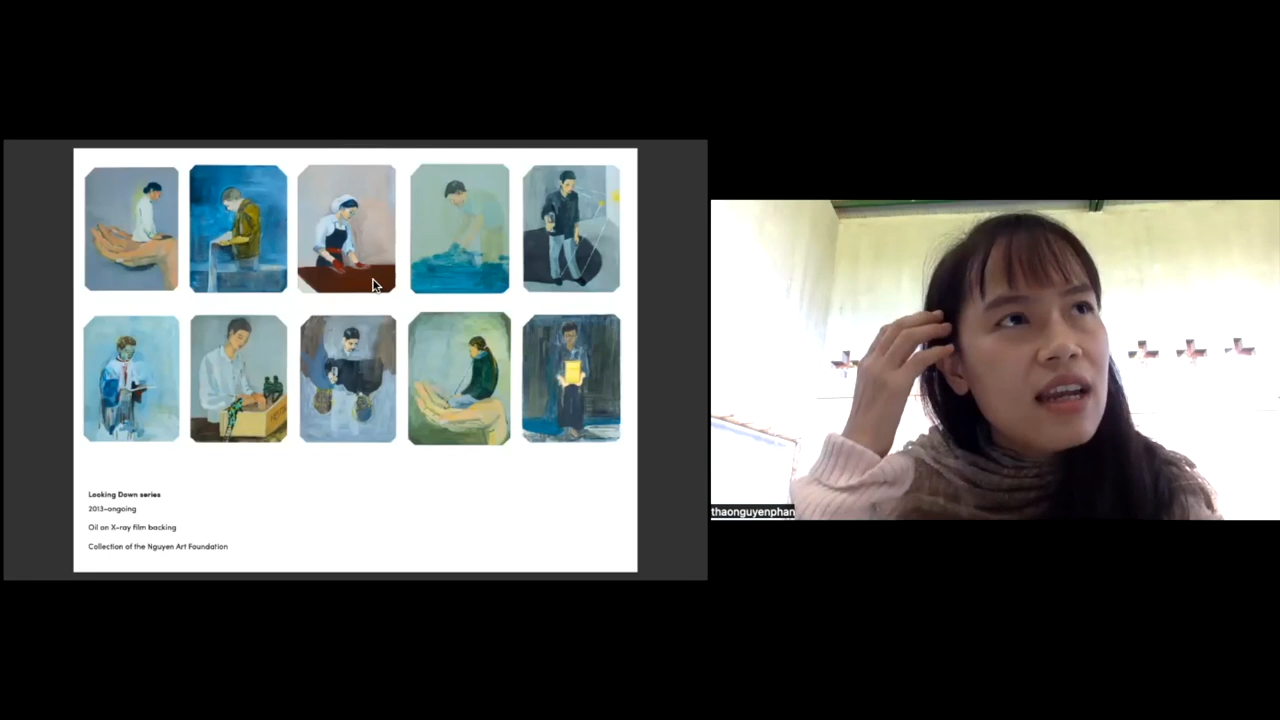 Looking Down series
2013-ongoing
Oil on X-ray film backing
Collection of the Nguyen Art Foundation
thaonguyenphan